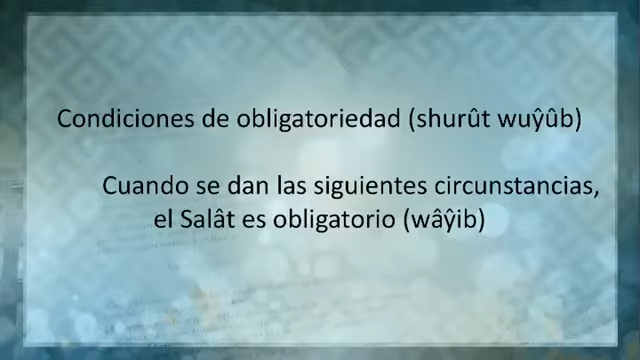 Condiciones de obligatoriedad (shurût wuŷûb)
Cuando se dan las siguientes circunstancias,
el Salât es obligatorio (wâŷib)